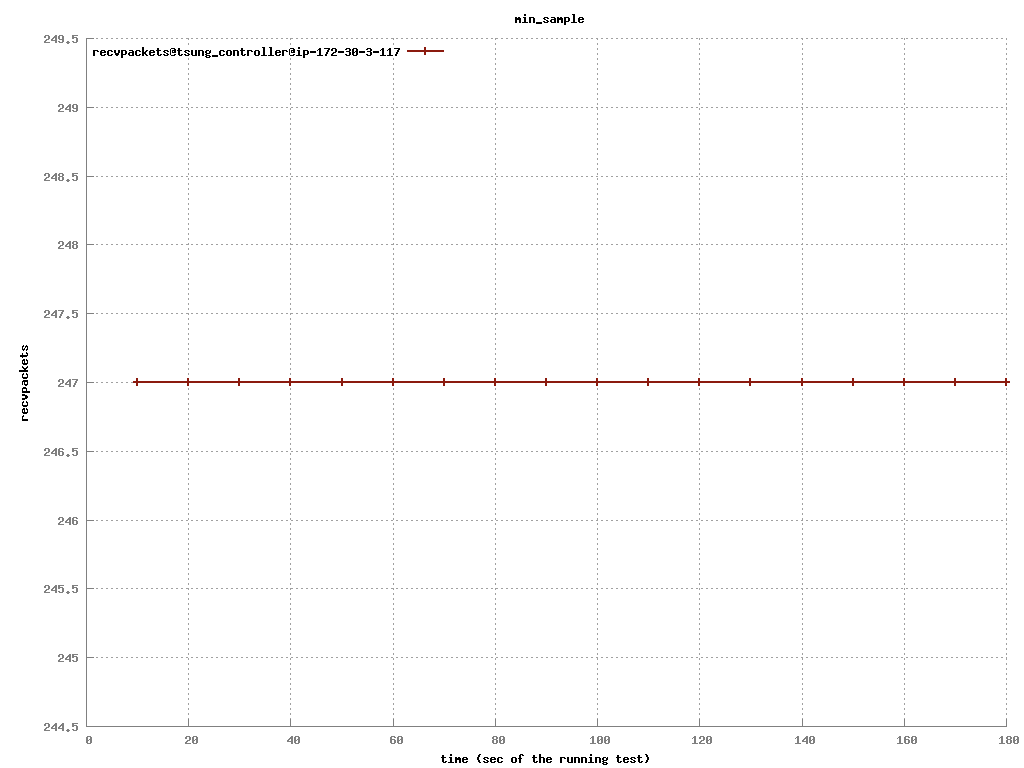 min_sample
recvpackets@tsung_controller@ip-172-30-3-117
249.5
249
248.5
248
247.5
247
246.5
246
245.5
245
244.5
recvpackets
0 20 40 60 80 100 120 140 160 180
time (sec of the running test)